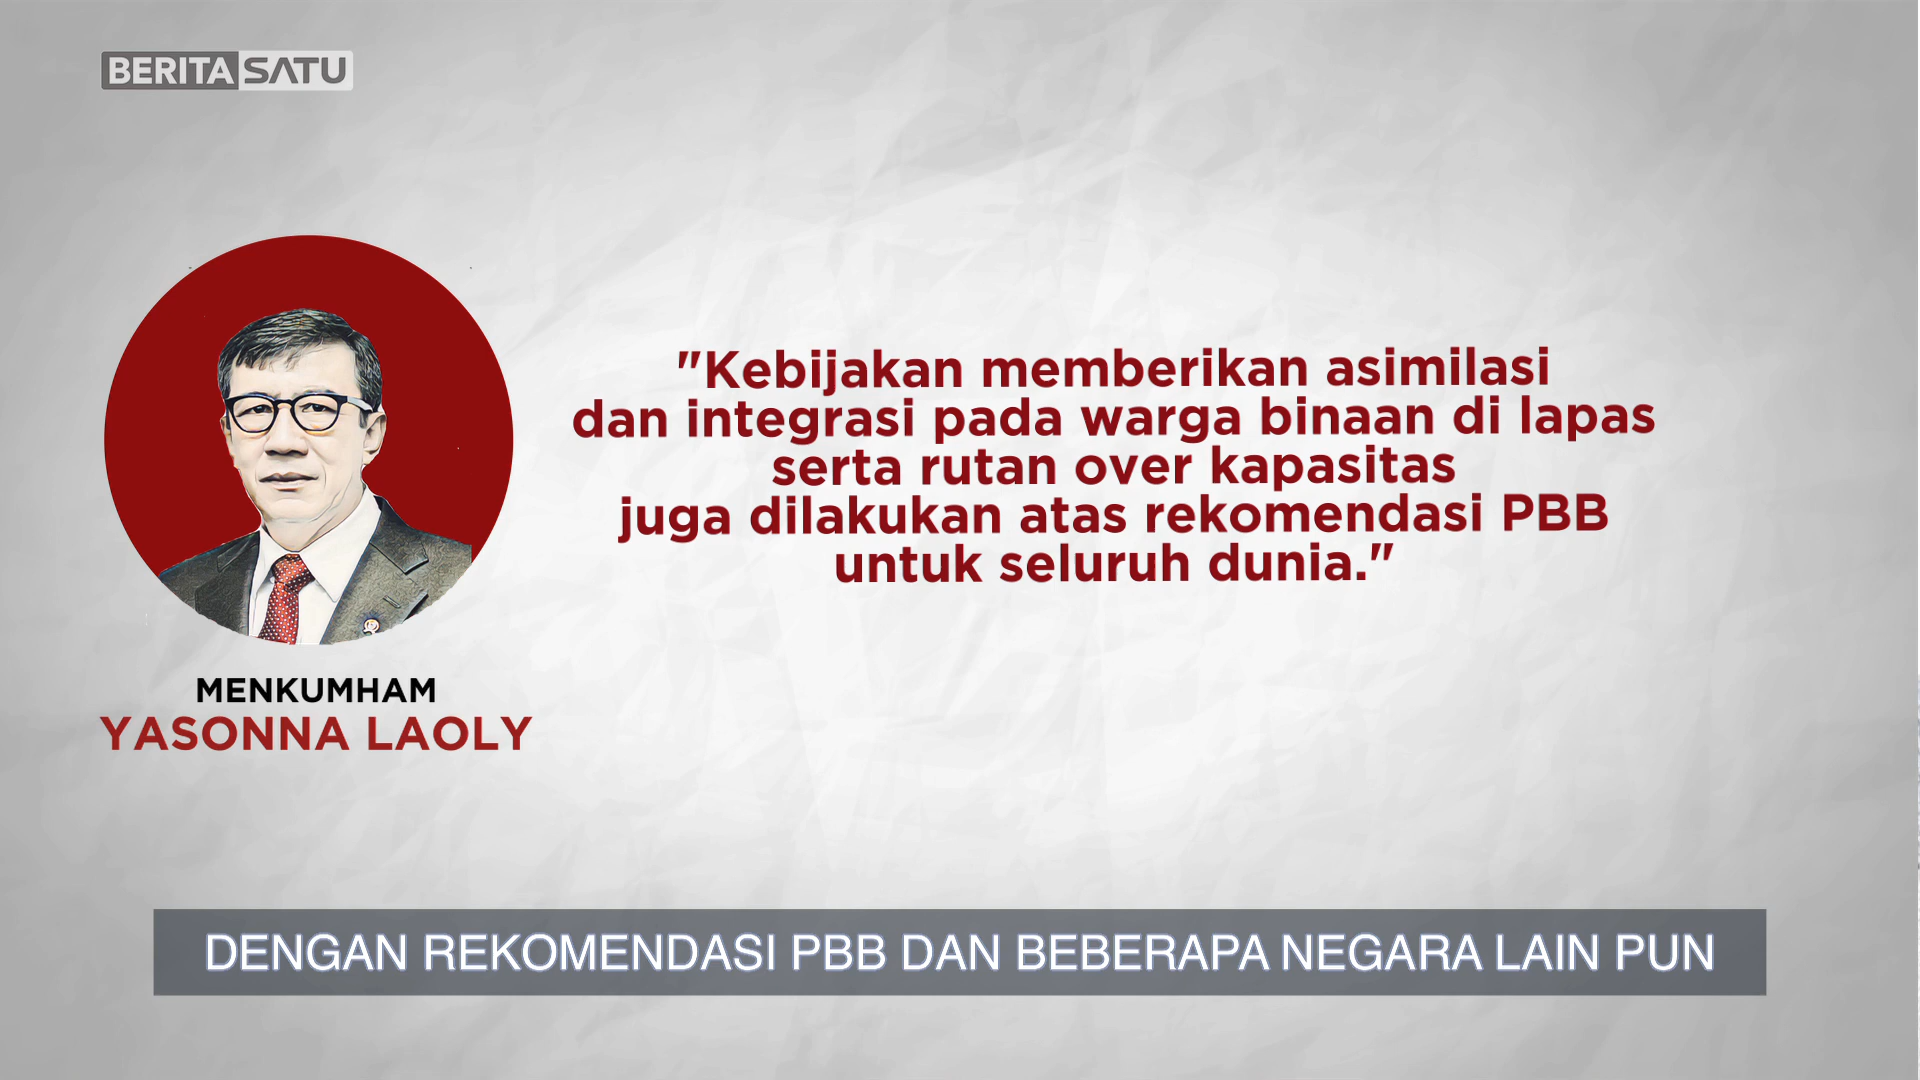 BERITA SATU
"Kebijakan memberikan asimilasi
dan integrasi pada warga binaan di lapas
serta rutan over kapasitas
juga dilakukan atas rekomendasi PBB
untuk seluruh dunia."
MENKUMHAM
YASONNA LAOLY
DENGAN REKOMENDASI PBB DAN BEBERAPA NEGARA LAIN PUN